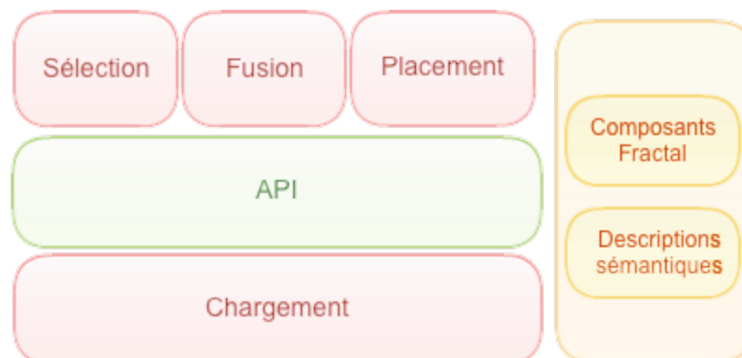 Sélection
Fusion
Placement
API
Chargement
Composants
Fractal
Descriptions
sémantiques